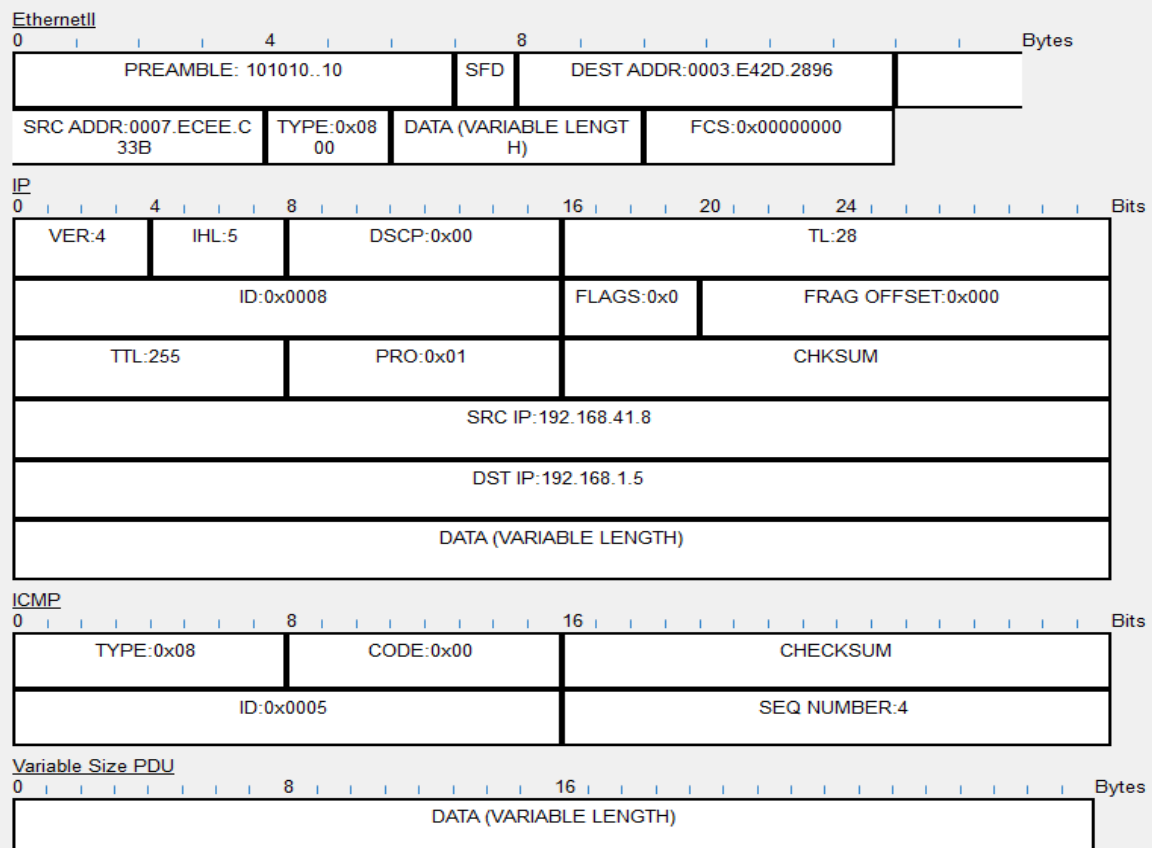 EthernetII
0 4 8 Bytes
PREAMBLE: 101010..10 SFD DEST ADDR:0003.E42D.2896
SRC ADDR:0007.ECEE.C
33B
TYPE:0x08
00
DATA (VARIABLE LENGT
H)
FCS:0x00000000
IP
0 4 8 16 20 24 Bits
VER:4 IHL:5 DSCP:0x00 TL:28
ID:0x0008 FLAGS:0x0 FRAG OFFSET:0x000
TTL:255 PRO:0x01 CHKSUM
SRC IP:192.168.41.8
DST IP:192.168.1.5
DATA (VARIABLE LENGTH)
ICMP
0 8 16 Bits
TYPE:0x08 CODE:0x00 CHECKSUM
ID:0x0005 SEQ NUMBER:4
Variable Size PDU
0 8 16 Bytes
DATA (VARIABLE LENGTH)